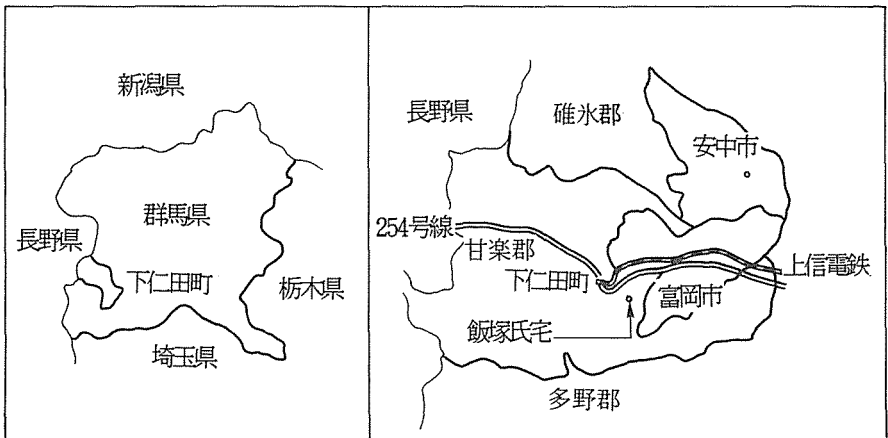 新潟県
群馬県
長野県
下仁田町
栃木県
埼玉県
長野県
碓氷郡
安中市
254号線
甘楽郡
下仁田町
上信電鉄
富岡市
飯塚氏宅
多野郡